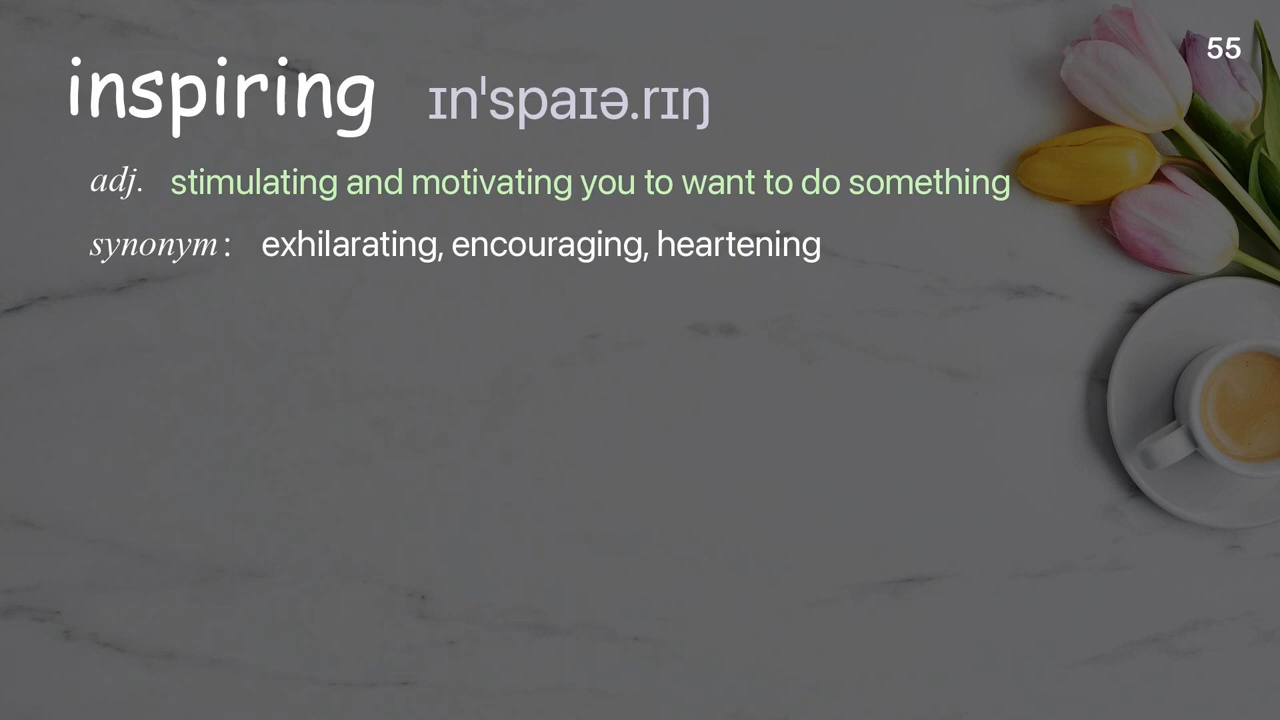 55
inspiring ɪn'spaɪə.rɪŋ
adj. stimulating and motivating you to want to do something
synonym: exhilarating, encouraging, heartening